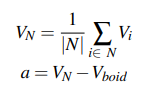 V_N = \frac{1}{|N|} \sum_{i \in N} V_i
a = V_N − V_{boid}